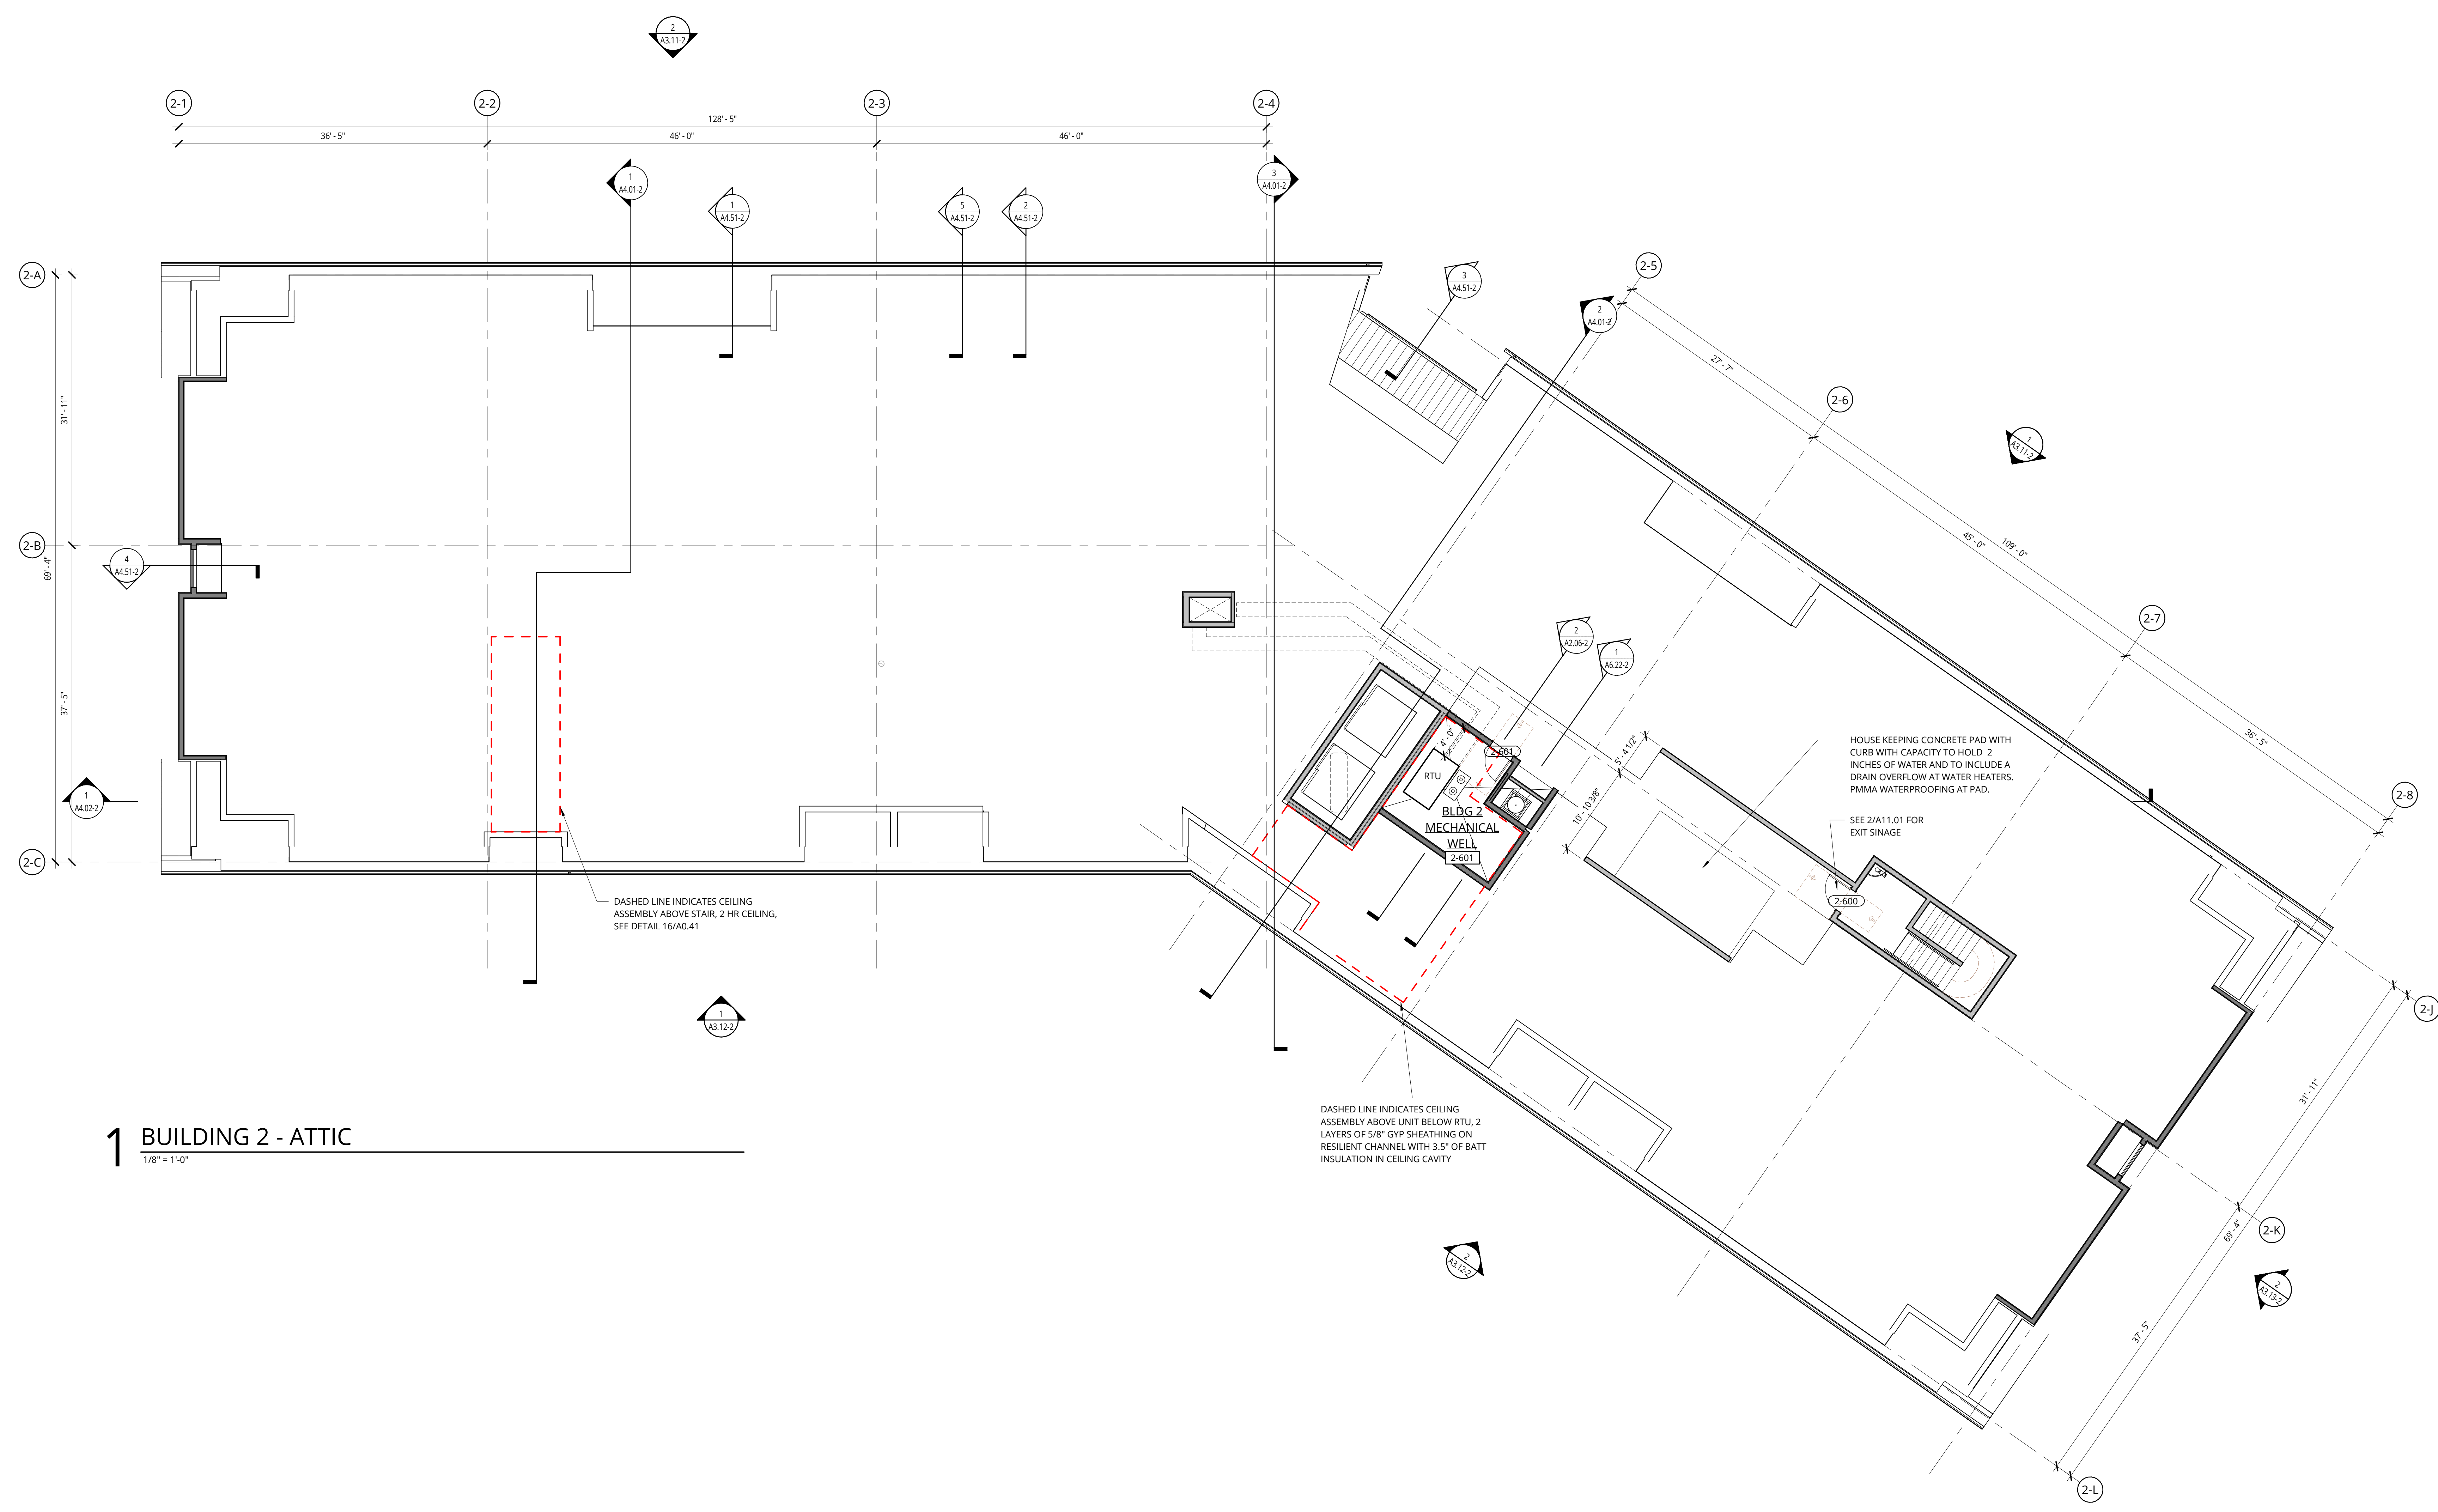 2
A3.11-2
2-1
2-2
2-3
2-4
128' - 5"
36' - 5"
46' - 0"
46' - 0"
1
A4.01-2
1
A4.51-2
5
A4.51-2
2
A4.51-2
3
A4.01-2
2-A
2-B
2-C
31' - 11"
69' - 4"
37' - 5"
4
A4.51-2
1
A4.02-2
3
A4.51-2
2
A4.01-2
2-5
2-6
2-7
2-8
27' - 7"
45' - 0"
109' - 0"
36' - 5"
1
A3.11-2
2
A2.06-2
1
A6.22-2
4' - 0"
2-601
RTU
BLDG 2
MECHANICAL
WELL
2-601
5' - 4 1/2"
10' - 10 3/8"
HOUSE KEEPING CONCRETE PAD WITH
CURB WITH CAPACITY TO HOLD 2
INCHES OF WATER AND TO INCLUDE A
DRAIN OVERFLOW AT WATER HEATERS.
PMMA WATERPROOFING AT PAD.
SEE 2/A11.01 FOR
EXIT SINAGE
2-600
DASHED LINE INDICATES CEILING
ASSEMBLY ABOVE STAIR, 2 HR CEILING,
SEE DETAIL 16/A0.41
1
A3.12-2
DASHED LINE INDICATES CEILING
ASSEMBLY ABOVE UNIT BELOW RTU, 2
LAYERS OF 5/8" GYP SHEATHING ON
RESILIENT CHANNEL WITH 3.5" OF BATT
INSULATION IN CEILING CAVITY
2-J
2-K
2-L
31' - 11"
69' - 4"
37' - 5"
2
A3.12-2
2
A3.13-2
1
BUILDING 2 - ATTIC
1/8" = 1'-0"